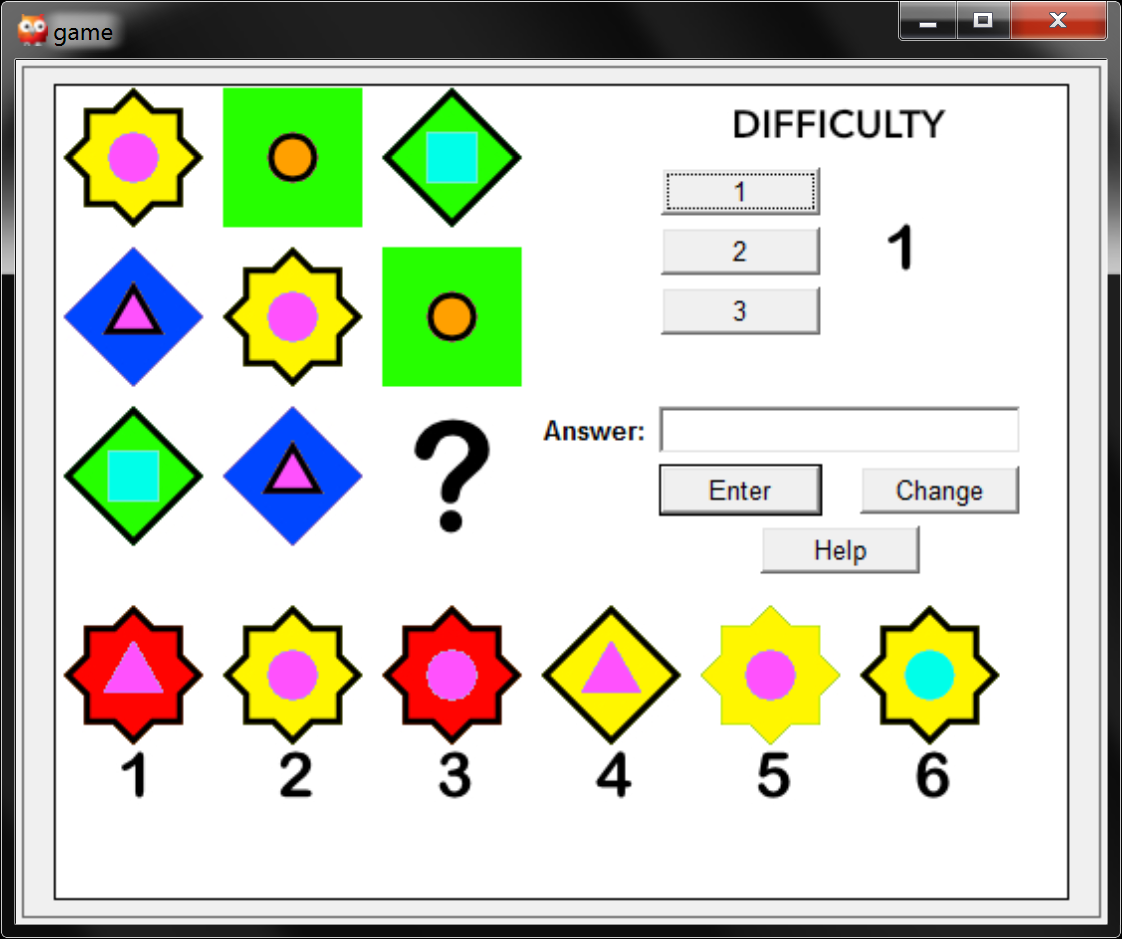 game
DIFFICULTY
1
2
1
3
?
Answer:
Enter
Change
Help
1 2 3 4 5 6